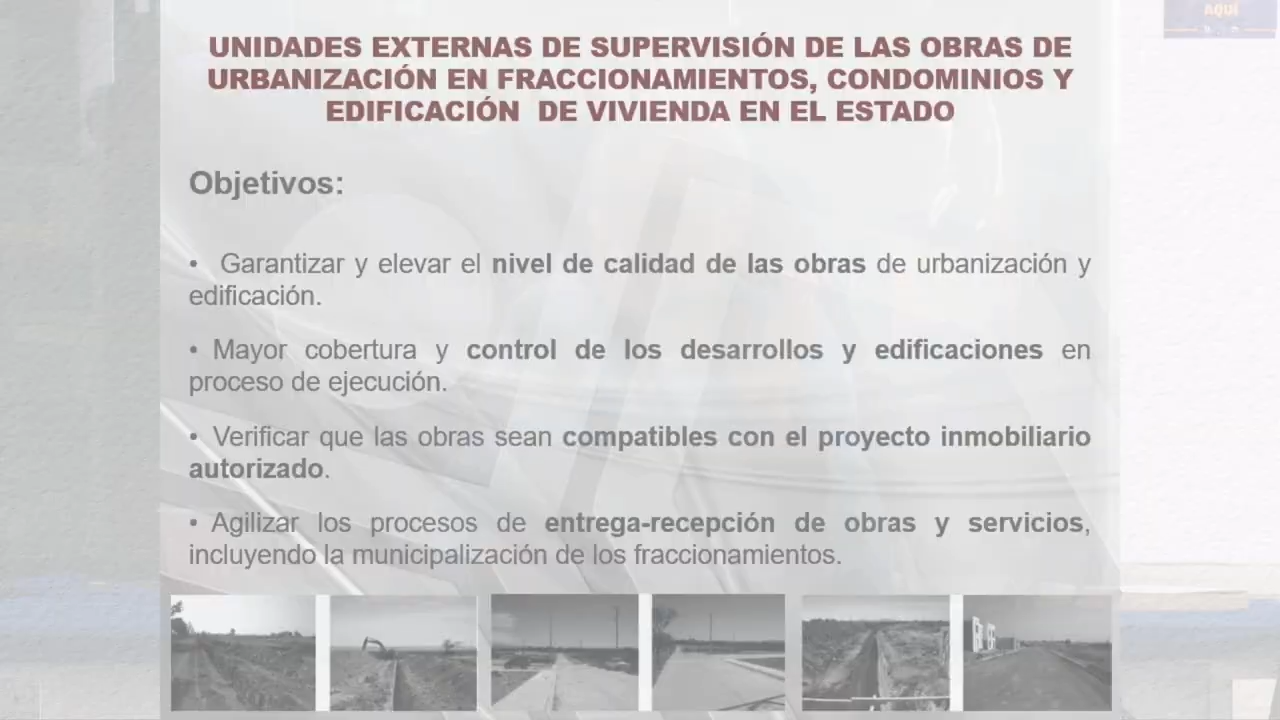 AQUÍ
UNIDADES EXTERNAS DE SUPERVISIÓN DE LAS OBRAS DE
URBANIZACIÓN EN FRACCIONAMIENTOS, CONDOMINIOS Y
EDIFICACIÓN DE VIVIENDA EN EL ESTADO
Objetivos:
• Garantizar y elevar el nivel de calidad de las obras de urbanización y
edificación.
• Mayor cobertura y control de los desarrollos y edificaciones en
proceso de ejecución.
• Verificar que las obras sean compatibles con el proyecto inmobiliario
autorizado.
• Agilizar los procesos de entrega-recepción de obras y servicios,
incluyendo la municipalización de los fraccionamientos.